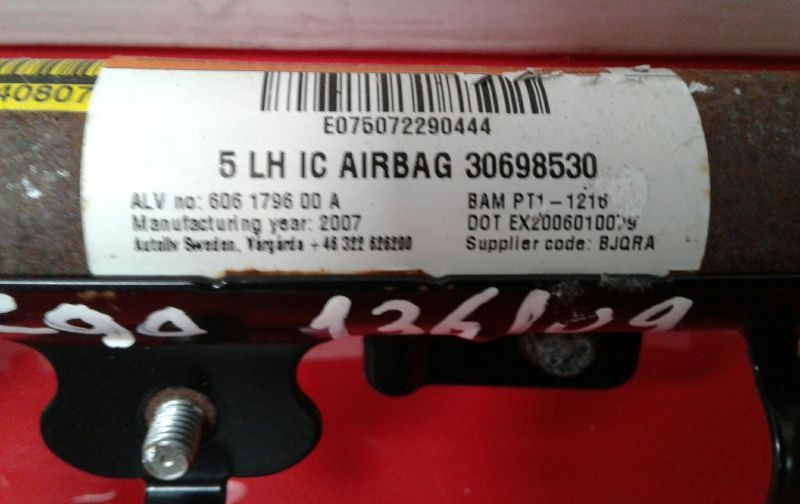 40807
E075072290444
5 LH IC AIRBAG 30698530
ALV no: 606 1796 00 A
BAM PT1-1216
Manufacturing year: 2007
DOT
Autoliv Sweden, Vårgårda +46 322 626200
Supplier code: BJQRA